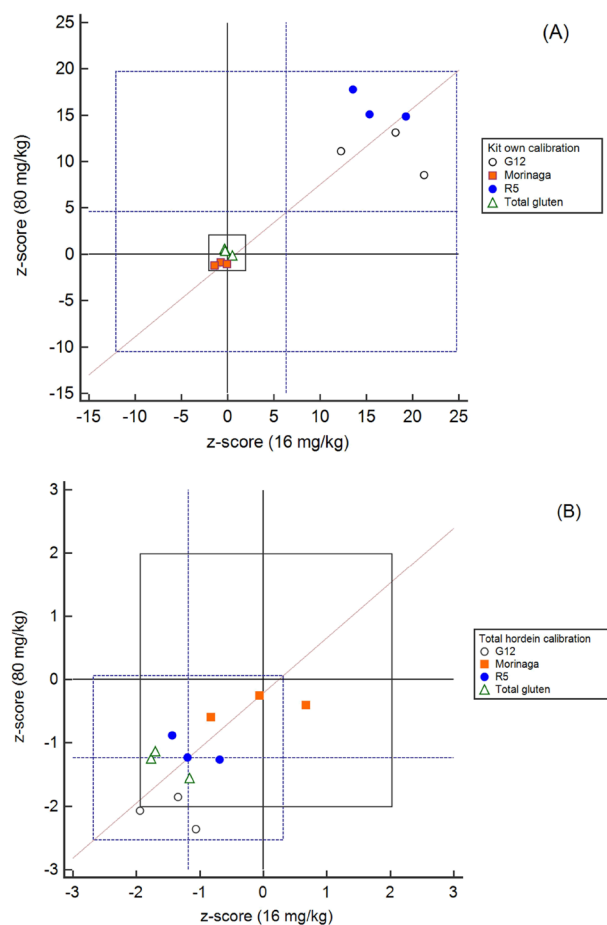 (A)
25
20
15
10
5
0
-5
-10
-15
z-score (80 mg/kg)
-15 -10 -5 0 5 10 15 20 25
z-score (16 mg/kg)
Kit own calibration
G12
Morinaga
R5
Total gluten
(B)
3
2
1
0
-1
-2
-3
z-score (80 mg/kg)
-3 -2 -1 0 1 2 3
z-score (16 mg/kg)
Total hordein calibration
G12
Morinaga
R5
Total gluten